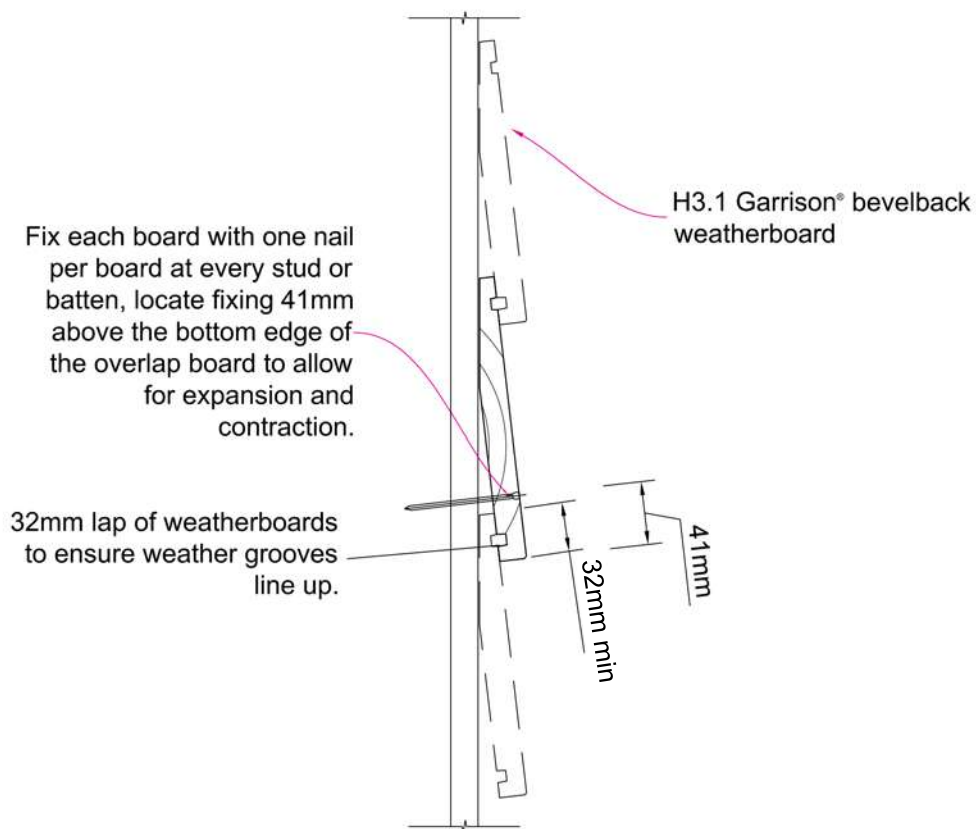 H3.1 Garrison® bevelback
weatherboard
Fix each board with one nail
per board at every stud or
batten, locate fixing 41mm
above the bottom edge of
the overlap board to allow
for expansion and
contraction.
32mm lap of weatherboards
to ensure weather grooves
line up.
32mm min
41mm